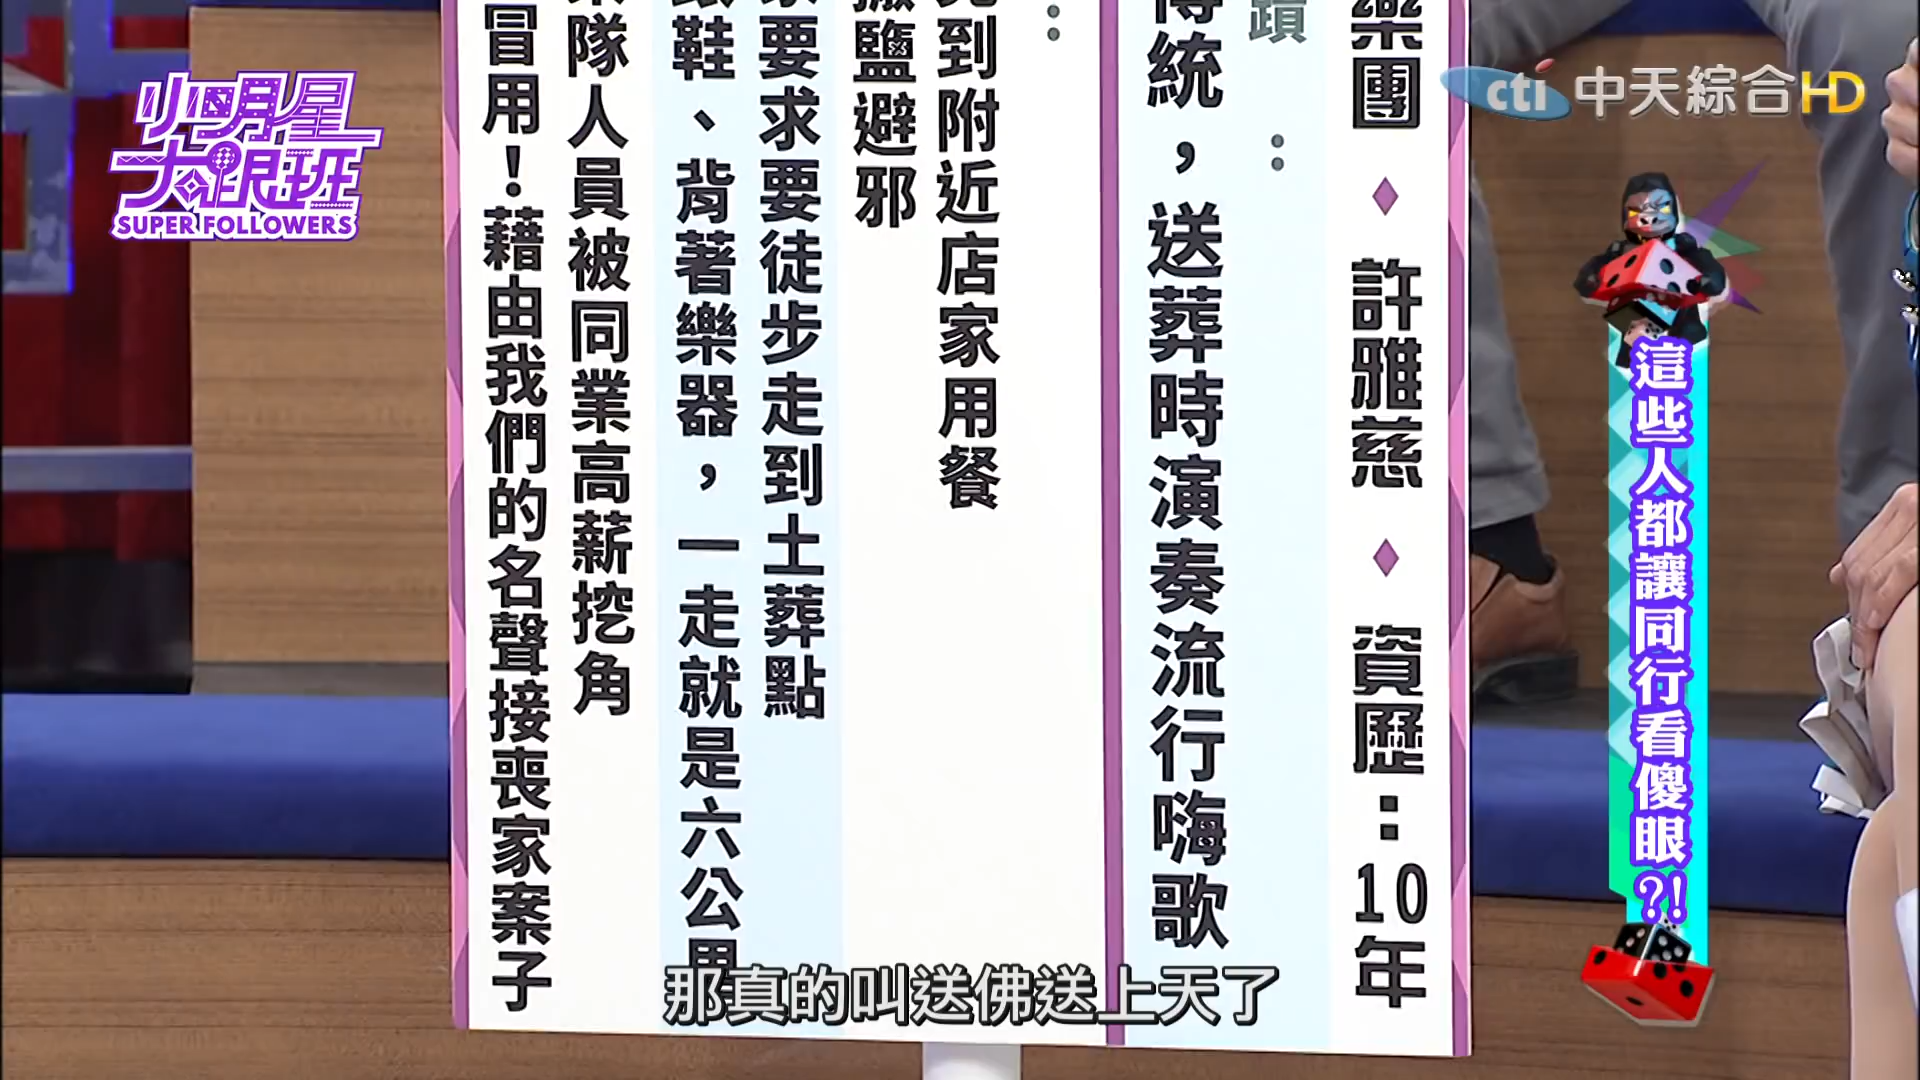 小明星
大跟班
SUPER FOLLOWERS
cti 中天綜合HD
樂團 ♦ 許雅慈 ♦ 資歷：10年
蹟：
傳統，送葬時演奏流行嗨歌
：
到附近店家用餐
撒鹽避邪
要求要徒步走到土葬點
鞋、背著樂器，一走就是六公里
隊人員被同業高薪挖角
冒用！藉由我們的名聲接喪家案子
這些人都讓同行看傻眼?!
那真的叫送佛送上天了